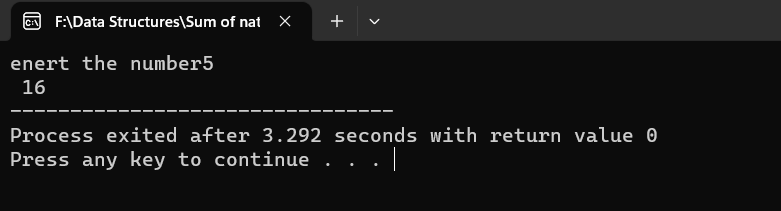 F:\Data Structures\Sum of nat
enert the number5
16
--------------------------------
Process exited after 3.292 seconds with return value 0
Press any key to continue . . .